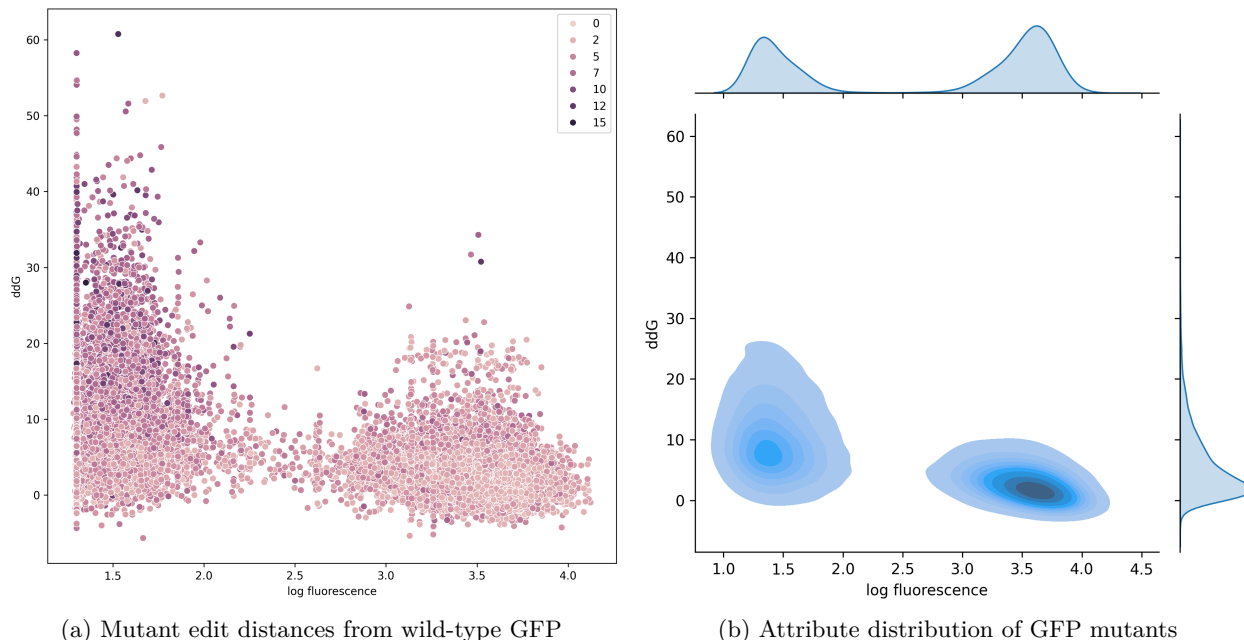 60
50
40
30
20
10
0
ddG
1.5 2.0 2.5 3.0 3.5 4.0
log fluorescence
0
2
5
7
10
12
15
(a) Mutant edit distances from wild-type GFP
1.0 1.5 2.0 2.5 3.0 3.5 4.0 4.5
log fluorescence
60
50
40
30
20
10
0
ddG
(b) Attribute distribution of GFP mutants